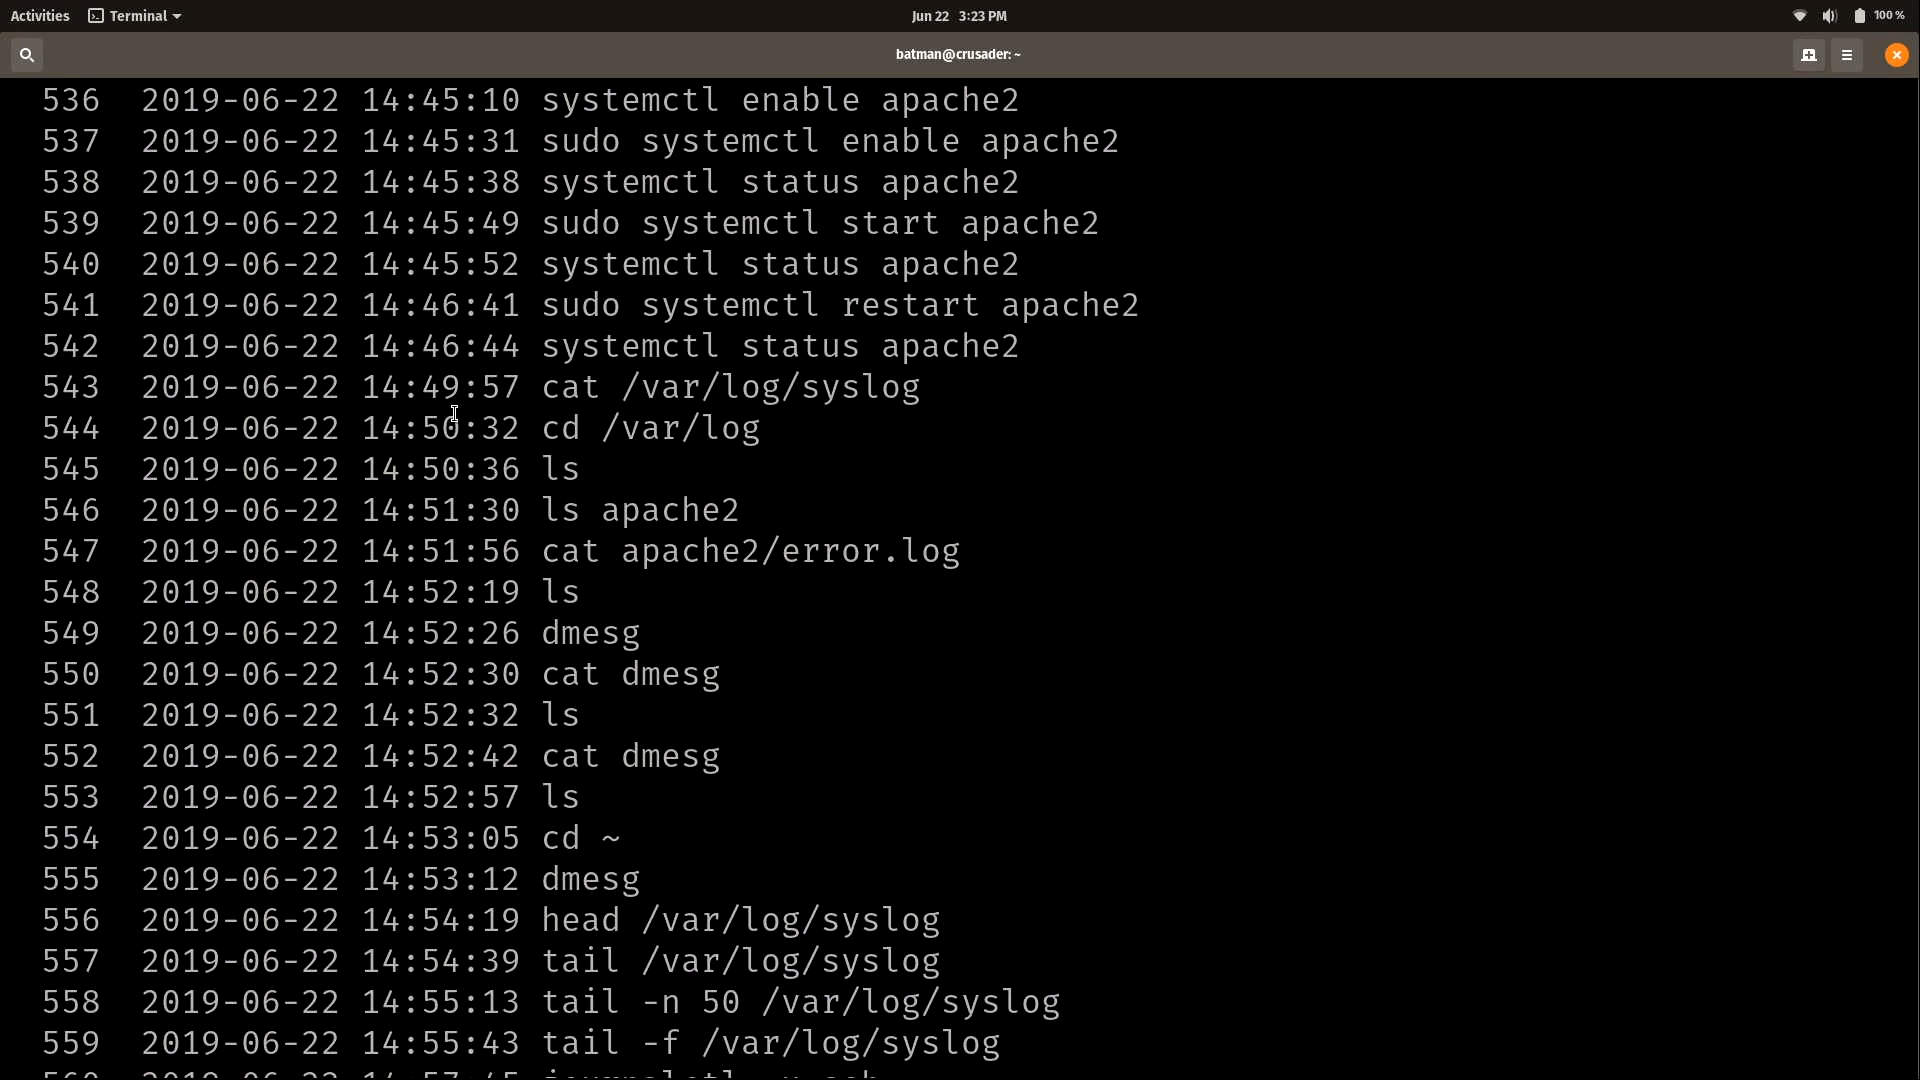 Activities Terminal Jun 22 3:23 PM 100 %
batman@crusader: ~
536 2019-06-22 14:45:10 systemctl enable apache2
537 2019-06-22 14:45:31 sudo systemctl enable apache2
538 2019-06-22 14:45:38 systemctl status apache2
539 2019-06-22 14:45:49 sudo systemctl start apache2
540 2019-06-22 14:45:52 systemctl status apache2
541 2019-06-22 14:46:41 sudo systemctl restart apache2
542 2019-06-22 14:46:44 systemctl status apache2
543 2019-06-22 14:49:57 cat /var/log/syslog
544 2019-06-22 14:50:32 cd /var/log
545 2019-06-22 14:50:36 ls
546 2019-06-22 14:51:30 ls apache2
547 2019-06-22 14:51:56 cat apache2/error.log
548 2019-06-22 14:52:19 ls
549 2019-06-22 14:52:26 dmesg
550 2019-06-22 14:52:30 cat dmesg
551 2019-06-22 14:52:32 ls
552 2019-06-22 14:52:42 cat dmesg
553 2019-06-22 14:52:57 ls
554 2019-06-22 14:53:05 cd ~
555 2019-06-22 14:53:12 dmesg
556 2019-06-22 14:54:19 head /var/log/syslog
557 2019-06-22 14:54:39 tail /var/log/syslog
558 2019-06-22 14:55:13 tail -n 50 /var/log/syslog
559 2019-06-22 14:55:43 tail -f /var/log/syslog